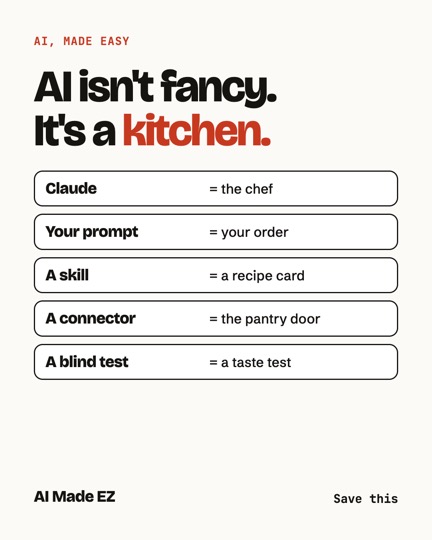 AI, MADE EASY
AI isn't fancy.
It's a kitchen.
Claude = the chef
Your prompt = your order
A skill = a recipe card
A connector = the pantry door
A blind test = a taste test
AI Made EZ
Save this